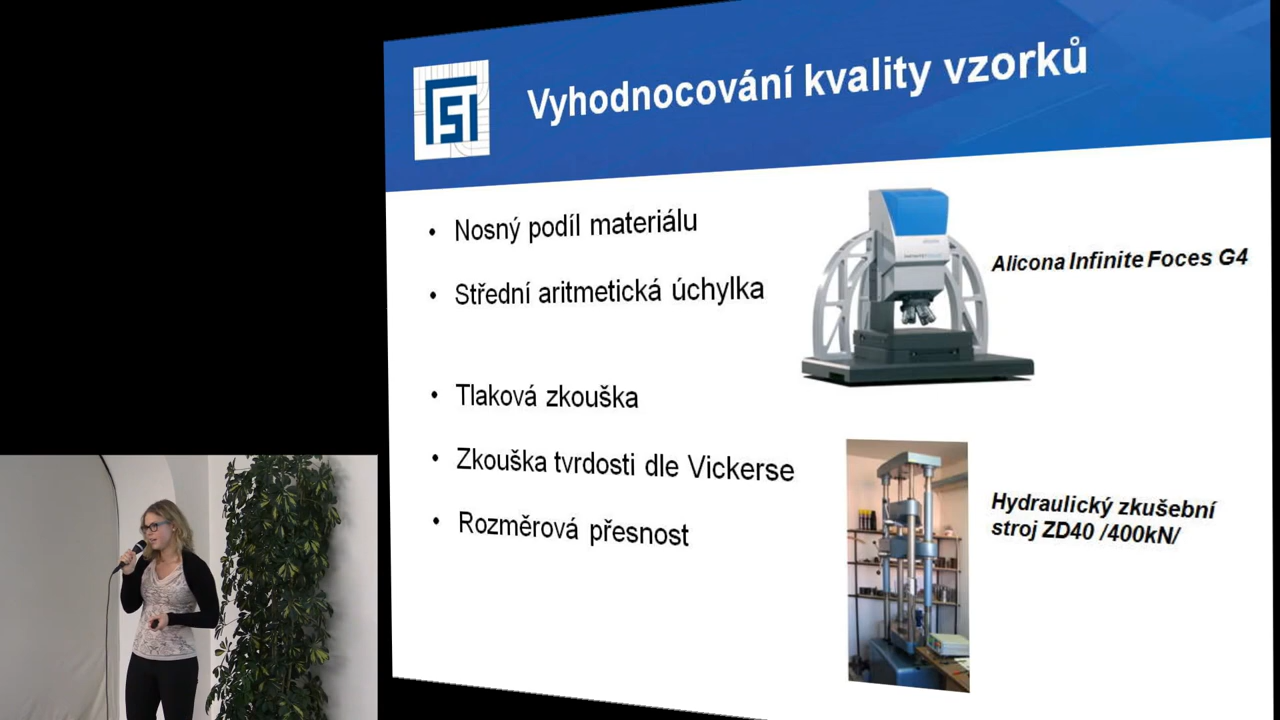 FST
Vyhodnocování kvality vzorků
• Nosný podíl materiálu
• Střední aritmetická úchylka
Alicona Infinite Foces G4
• Tlaková zkouška
• Zkouška tvrdosti dle Vickerse
• Rozměrová přesnost
Hydraulický zkušební
stroj ZD40 /400kN/